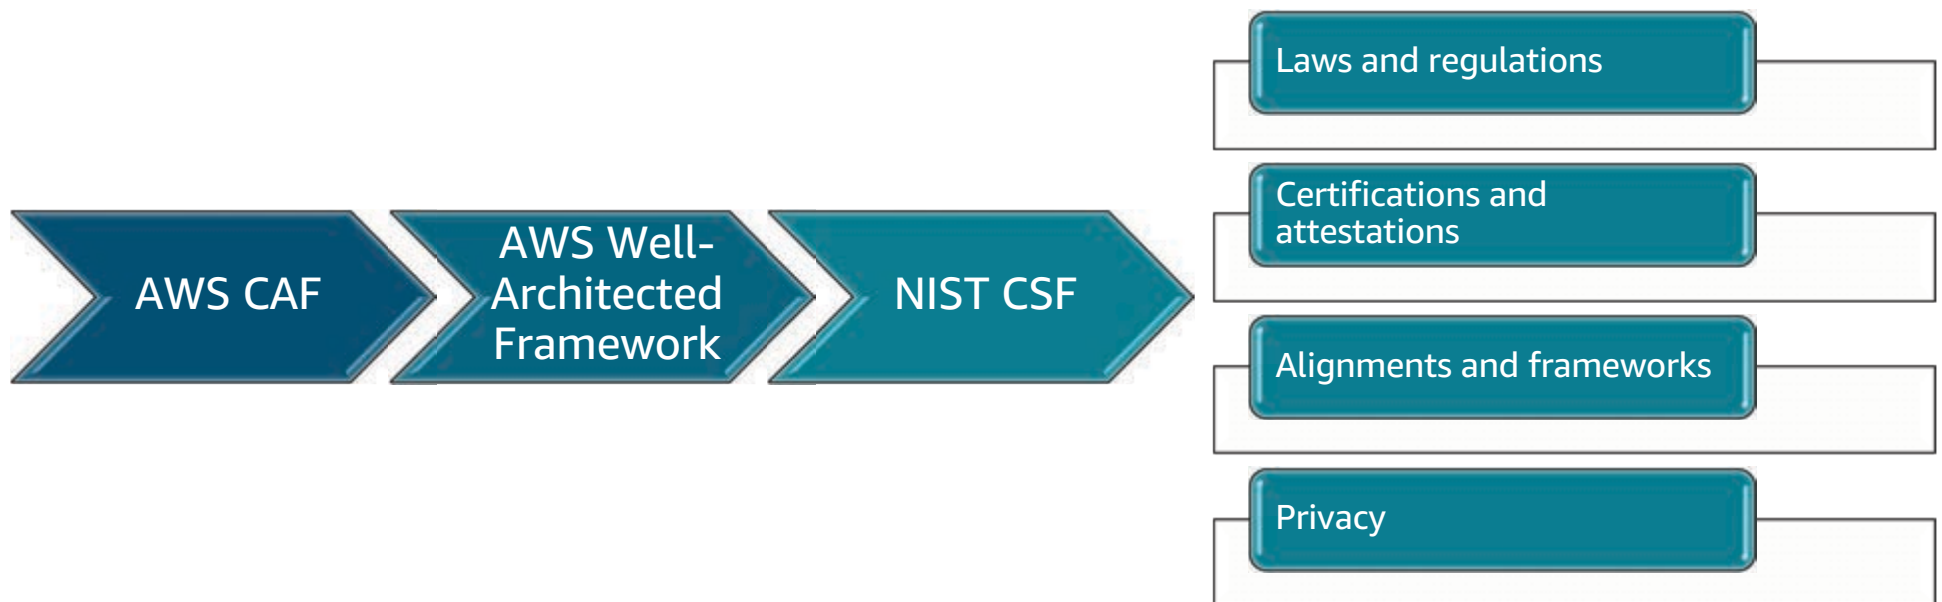 AWS CAF
AWS Well-
Architected
Framework
NIST CSF
Laws and regulations
Certifications and
attestations
Alignments and frameworks
Privacy